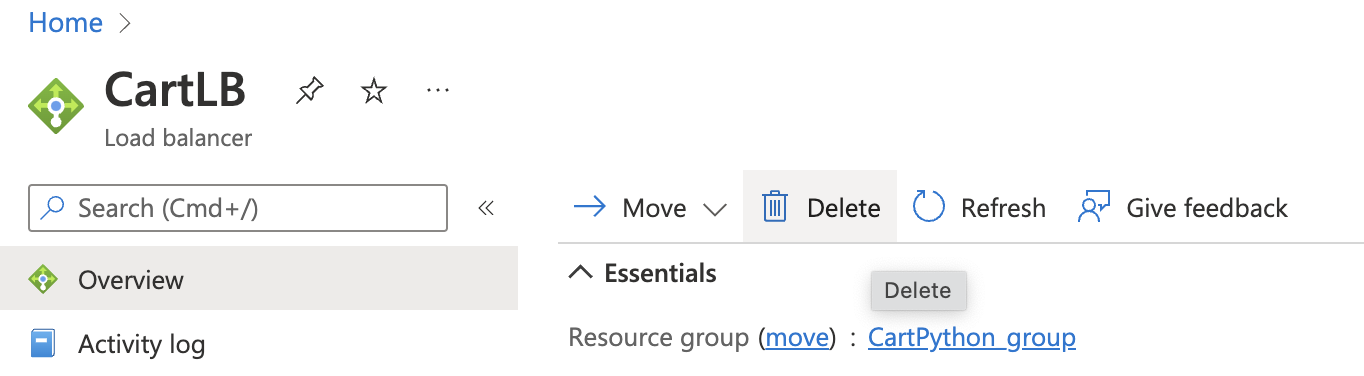 Home
CartLB
Load balancer
Search (Cmd+/)
Move Delete Refresh Give feedback
Overview
Essentials
Delete
Activity log
Resource group (move) : CartPython_group